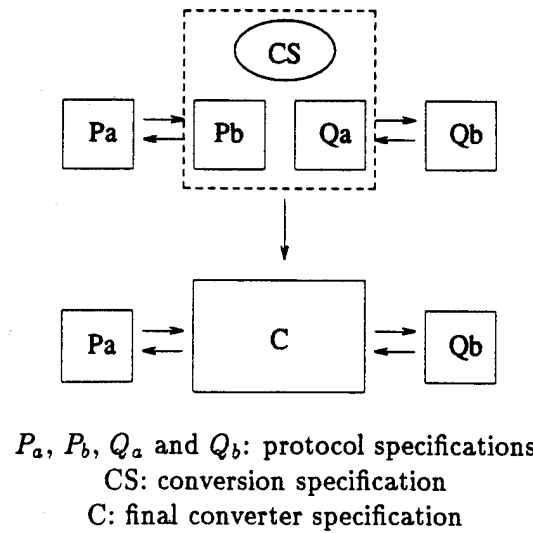 CS
Pa Pb Qa Qb
Pa C Qb
Pa, Pb, Qa and Qb: protocol specifications
CS: conversion specification
C: final converter specification